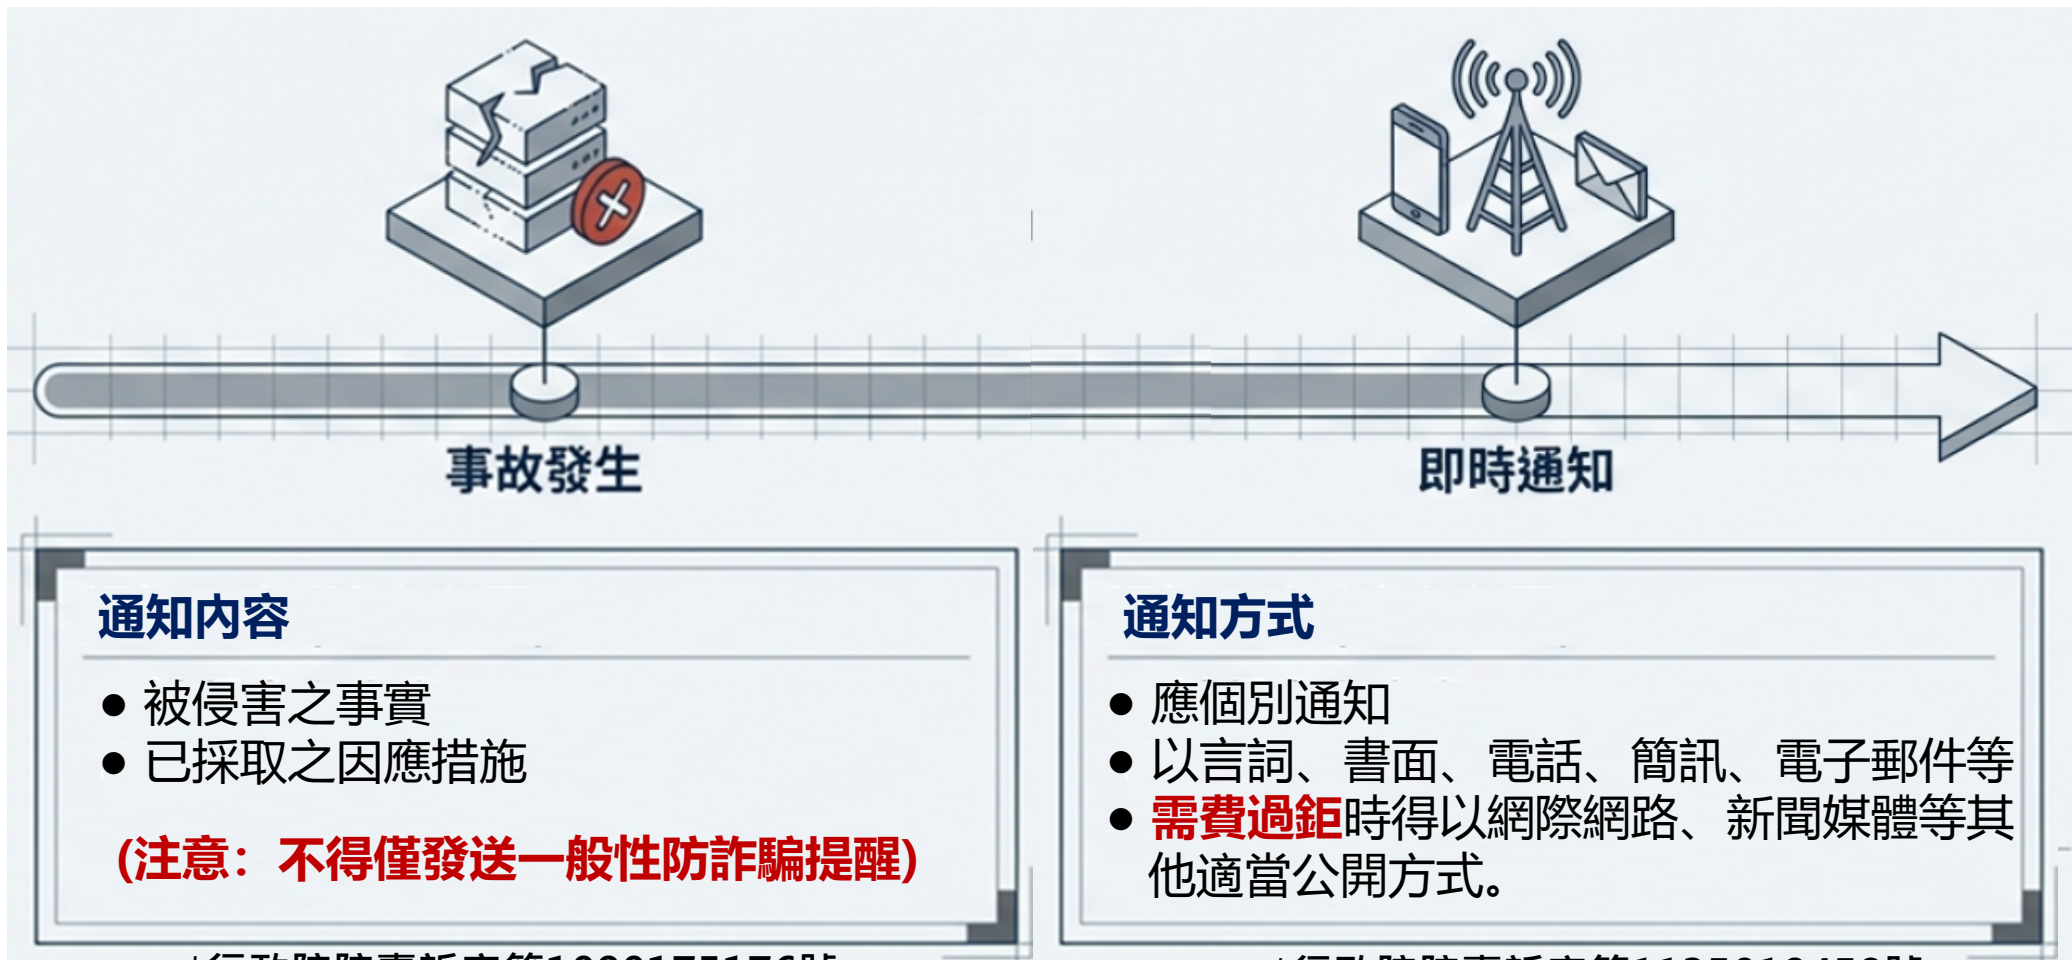 事故發生
即時通知
通知內容
● 被侵害之事實
● 已採取之因應措施
(注意：不得僅發送一般性防詐騙提醒)
通知方式
● 應個別通知
● 以言詞、書面、電話、簡訊、電子郵件等
● 需費過鉅時得以網際網路、新聞媒體等其
他適當公開方式。